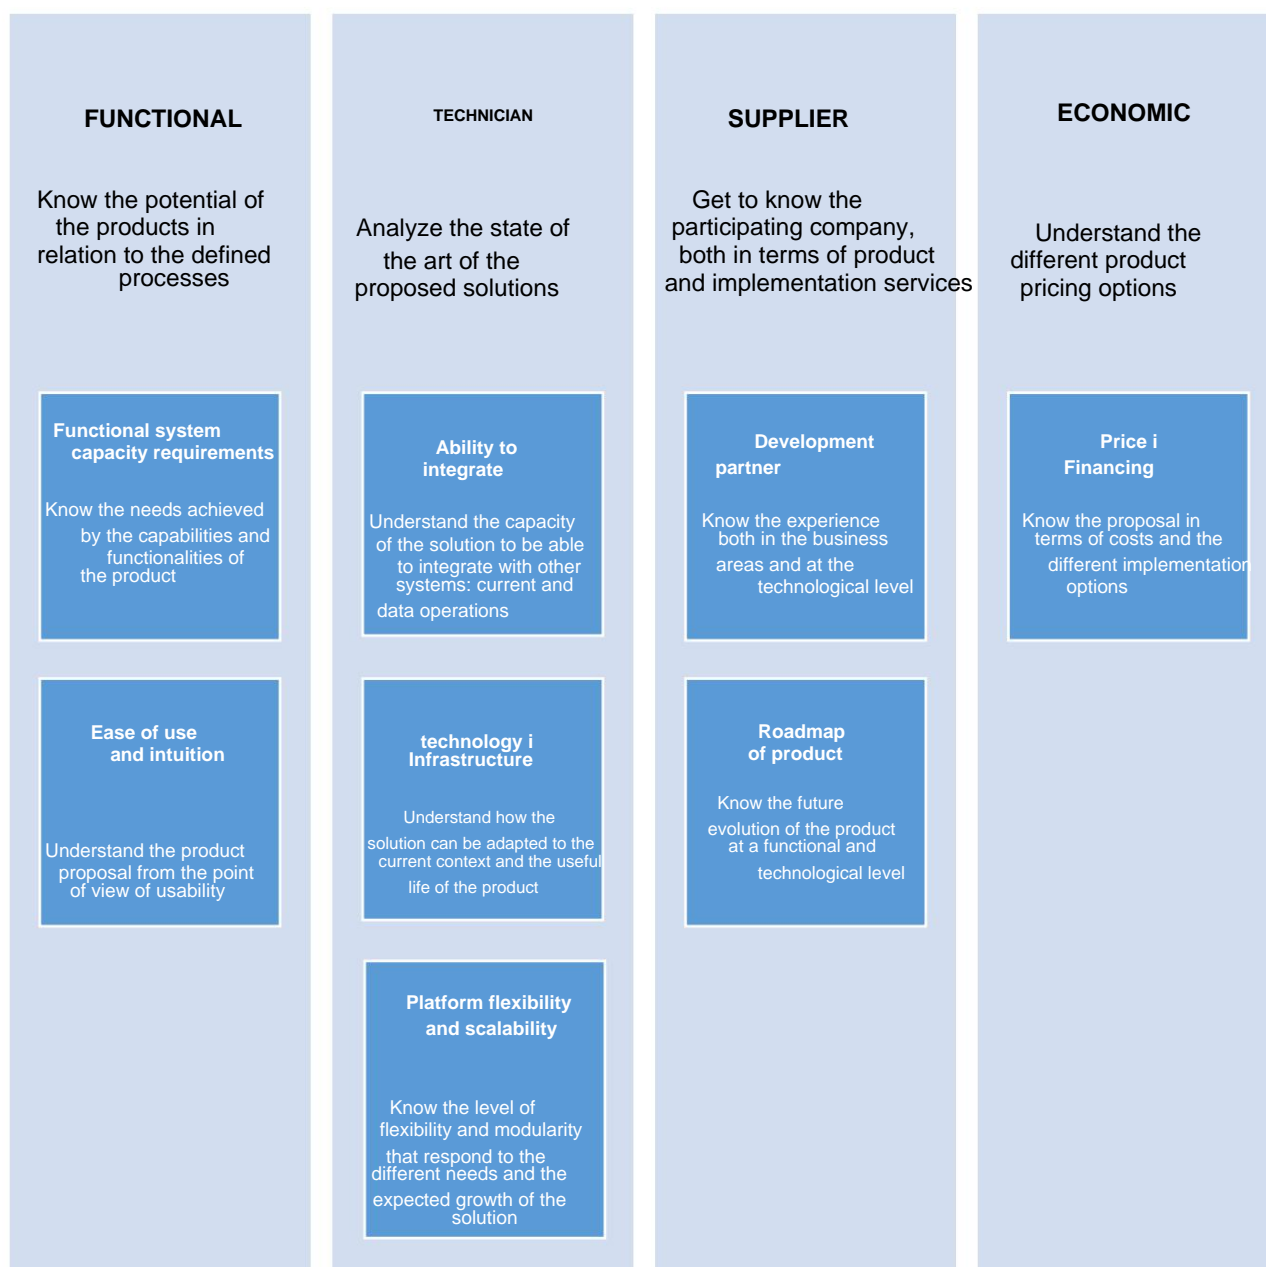 FUNCTIONAL
Know the potential of
the products in
relation to the defined
processes
Functional system
capacity requirements
Know the needs achieved
by the capabilities and
functionalities of
the product
Ease of use
and intuition
Understand the product
proposal from the point
of view of usability
TECHNICIAN
Analyze the state of
the art of the
proposed solutions
Ability to
integrate
Understand the capacity
of the solution to be able
to integrate with other
systems: current and
data operations
technology i
Infrastructure
Understand how the
solution can be adapted to the
current context and the useful
life of the product
Platform flexibility
and scalability
Know the level of
flexibility and modularity
that respond to the
different needs and the
expected growth of the
solution
SUPPLIER
Get to know the
participating company,
both in terms of product
and implementation services
Development
partner
Know the experience
both in the business
areas and at the
technological level
Roadmap
of product
Know the future
evolution of the product
at a functional and
technological level
ECONOMIC
Understand the
different product
pricing options
Price i
Financing
Know the proposal in
terms of costs and the
different implementation
options